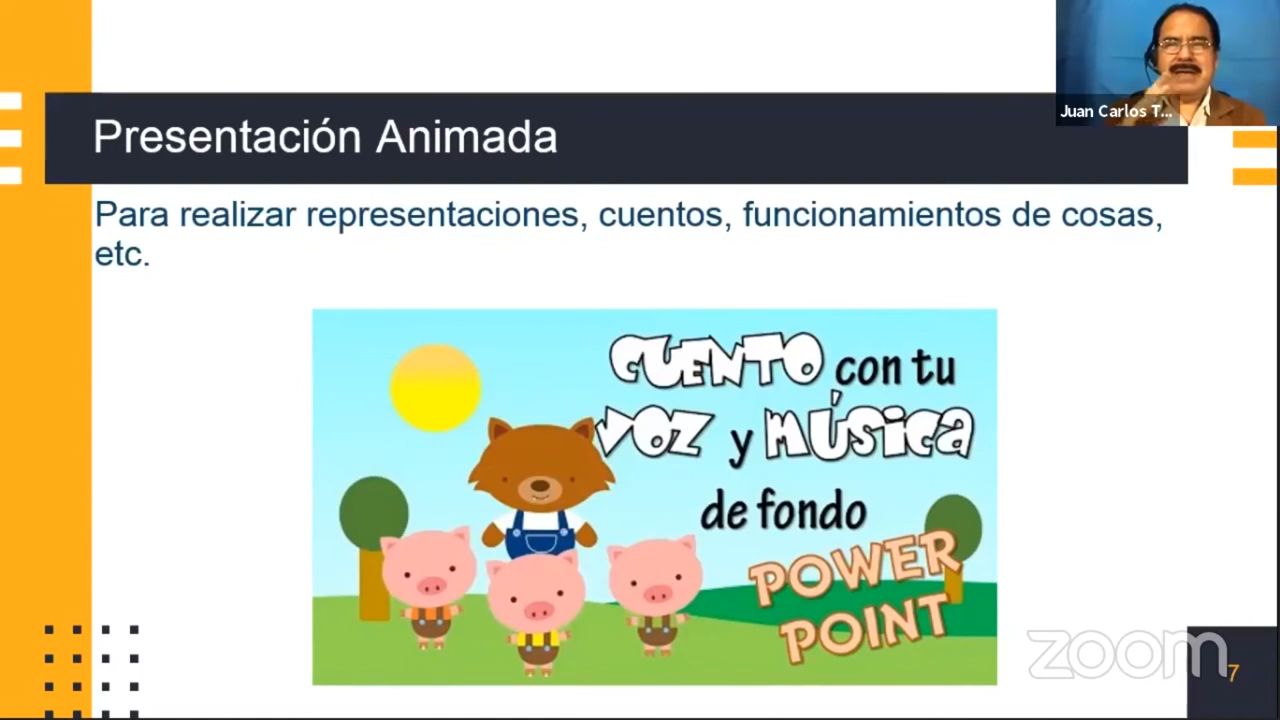 Juan Carlos T...
Presentación Animada
Para realizar representaciones, cuentos, funcionamientos de cosas,
etc.
CUENTO con tu
VOZ y MÚSICA
de fondo
POWER
POINT
zoom
7